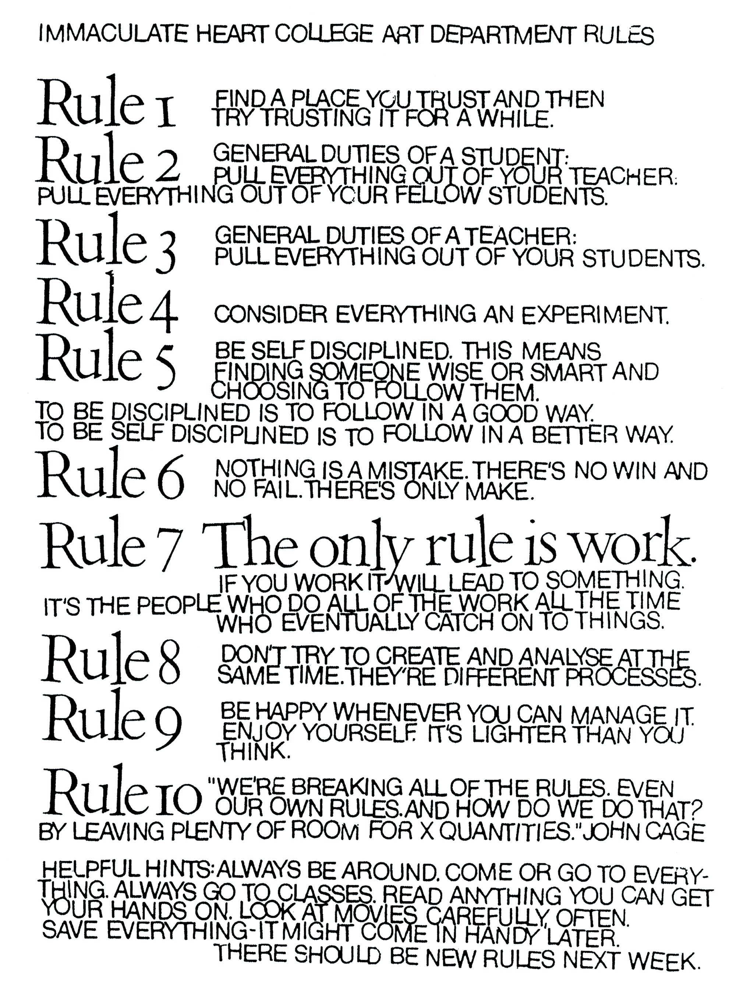 IMMACULATE HEART COLLEGE ART DEPARTMENT RULES
Rule 1 FIND A PLACE YOU TRUST AND THEN
TRY TRUSTING IT FOR A WHILE.
Rule 2 GENERAL DUTIES OF A STUDENT:
PULL EVERYTHING OUT OF YOUR TEACHER.
PULL EVERYTHING OUT OF YOUR FELLOW STUDENTS.
Rule 3 GENERAL DUTIES OF A TEACHER:
PULL EVERYTHING OUT OF YOUR STUDENTS.
Rule 4 CONSIDER EVERYTHING AN EXPERIMENT.
Rule 5 BE SELF DISCIPLINED. THIS MEANS
FINDING SOMEONE WISE OR SMART AND
CHOOSING TO FOLLOW THEM.
TO BE DISCIPLINED IS TO FOLLOW IN A GOOD WAY.
TO BE SELF DISCIPLINED IS TO FOLLOW IN A BETTER WAY.
Rule 6 NOTHING IS A MISTAKE. THERE'S NO WIN AND
NO FAIL. THERE'S ONLY MAKE.
Rule 7 The only rule is work.
IF YOU WORK IT WILL LEAD TO SOMETHING.
IT'S THE PEOPLE WHO DO ALL OF THE WORK ALL THE TIME
WHO EVENTUALLY CATCH ON TO THINGS.
Rule 8 DON'T TRY TO CREATE AND ANALYSE AT THE
SAME TIME. THEY'RE DIFFERENT PROCESSES.
Rule 9 BE HAPPY WHENEVER YOU CAN MANAGE IT.
ENJOY YOURSELF. IT'S LIGHTER THAN YOU
THINK.
Rule 10 "WE'RE BREAKING ALL OF THE RULES. EVEN
OUR OWN RULES. AND HOW DO WE DO THAT?
BY LEAVING PLENTY OF ROOM FOR X QUANTITIES." JOHN CAGE
HELPFUL HINTS: ALWAYS BE AROUND. COME OR GO TO EVERY-
THING. ALWAYS GO TO CLASSES. READ ANYTHING YOU CAN GET
YOUR HANDS ON. LOOK AT MOVIES CAREFULLY, OFTEN.
SAVE EVERYTHING-IT MIGHT COME IN HANDY LATER.
THERE SHOULD BE NEW RULES NEXT WEEK.